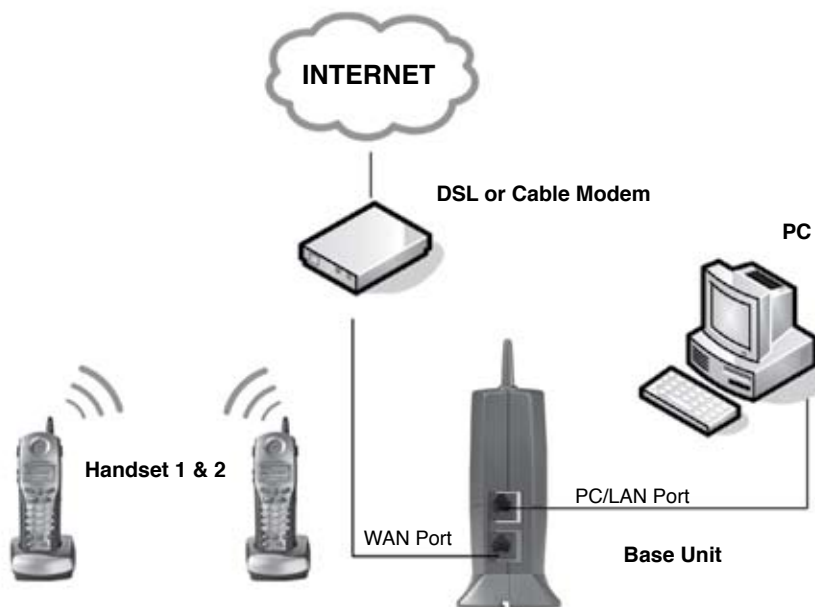 INTERNET
DSL or Cable Modem
PC
Handset 1 & 2
PC/LAN Port
WAN Port
Base Unit